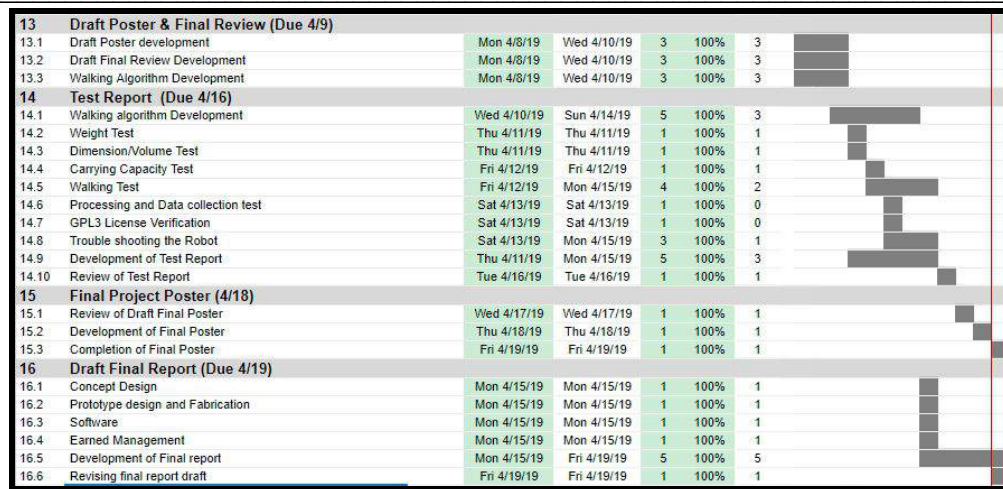 13 Draft Poster & Final Review (Due 4/9)
13.1 Draft Poster development Mon 4/8/19 Wed 4/10/19 3 100% 3
13.2 Draft Final Review Development Mon 4/8/19 Wed 4/10/19 3 100% 3
13.3 Walking Algorithm Development Mon 4/8/19 Wed 4/10/19 3 100% 3
14 Test Report (Due 4/16)
14.1 Walking algorithm Development Wed 4/10/19 Sun 4/14/19 5 100% 3
14.2 Weight Test Thu 4/11/19 Thu 4/11/19 1 100% 1
14.3 Dimension/Volume Test Thu 4/11/19 Thu 4/11/19 1 100% 1
14.4 Carrying Capacity Test Fri 4/12/19 Fri 4/12/19 1 100% 1
14.5 Walking Test Fri 4/12/19 Mon 4/15/19 4 100% 2
14.6 Processing and Data collection test Sat 4/13/19 Sat 4/13/19 1 100% 0
14.7 GPL3 License Verification Sat 4/13/19 Sat 4/13/19 1 100% 0
14.8 Trouble shooting the Robot Sat 4/13/19 Mon 4/15/19 3 100% 1
14.9 Development of Test Report Thu 4/11/19 Mon 4/15/19 5 100% 3
14.10 Review of Test Report Tue 4/16/19 Tue 4/16/19 1 100% 1
15 Final Project Poster (4/18)
15.1 Review of Draft Final Poster Wed 4/17/19 Wed 4/17/19 1 100% 1
15.2 Development of Final Poster Thu 4/18/19 Thu 4/18/19 1 100% 1
15.3 Completion of Final Poster Fri 4/19/19 Fri 4/19/19 1 100% 1
16 Draft Final Report (Due 4/19)
16.1 Concept Design Mon 4/15/19 Mon 4/15/19 1 100% 1
16.2 Prototype design and Fabrication Mon 4/15/19 Mon 4/15/19 1 100% 1
16.3 Software Mon 4/15/19 Mon 4/15/19 1 100% 1
16.4 Earned Management Mon 4/15/19 Mon 4/15/19 1 100% 1
16.5 Development of Final report Mon 4/15/19 Fri 4/19/19 5 100% 5
16.6 Revising final report draft Fri 4/19/19 Fri 4/19/19 1 100% 1